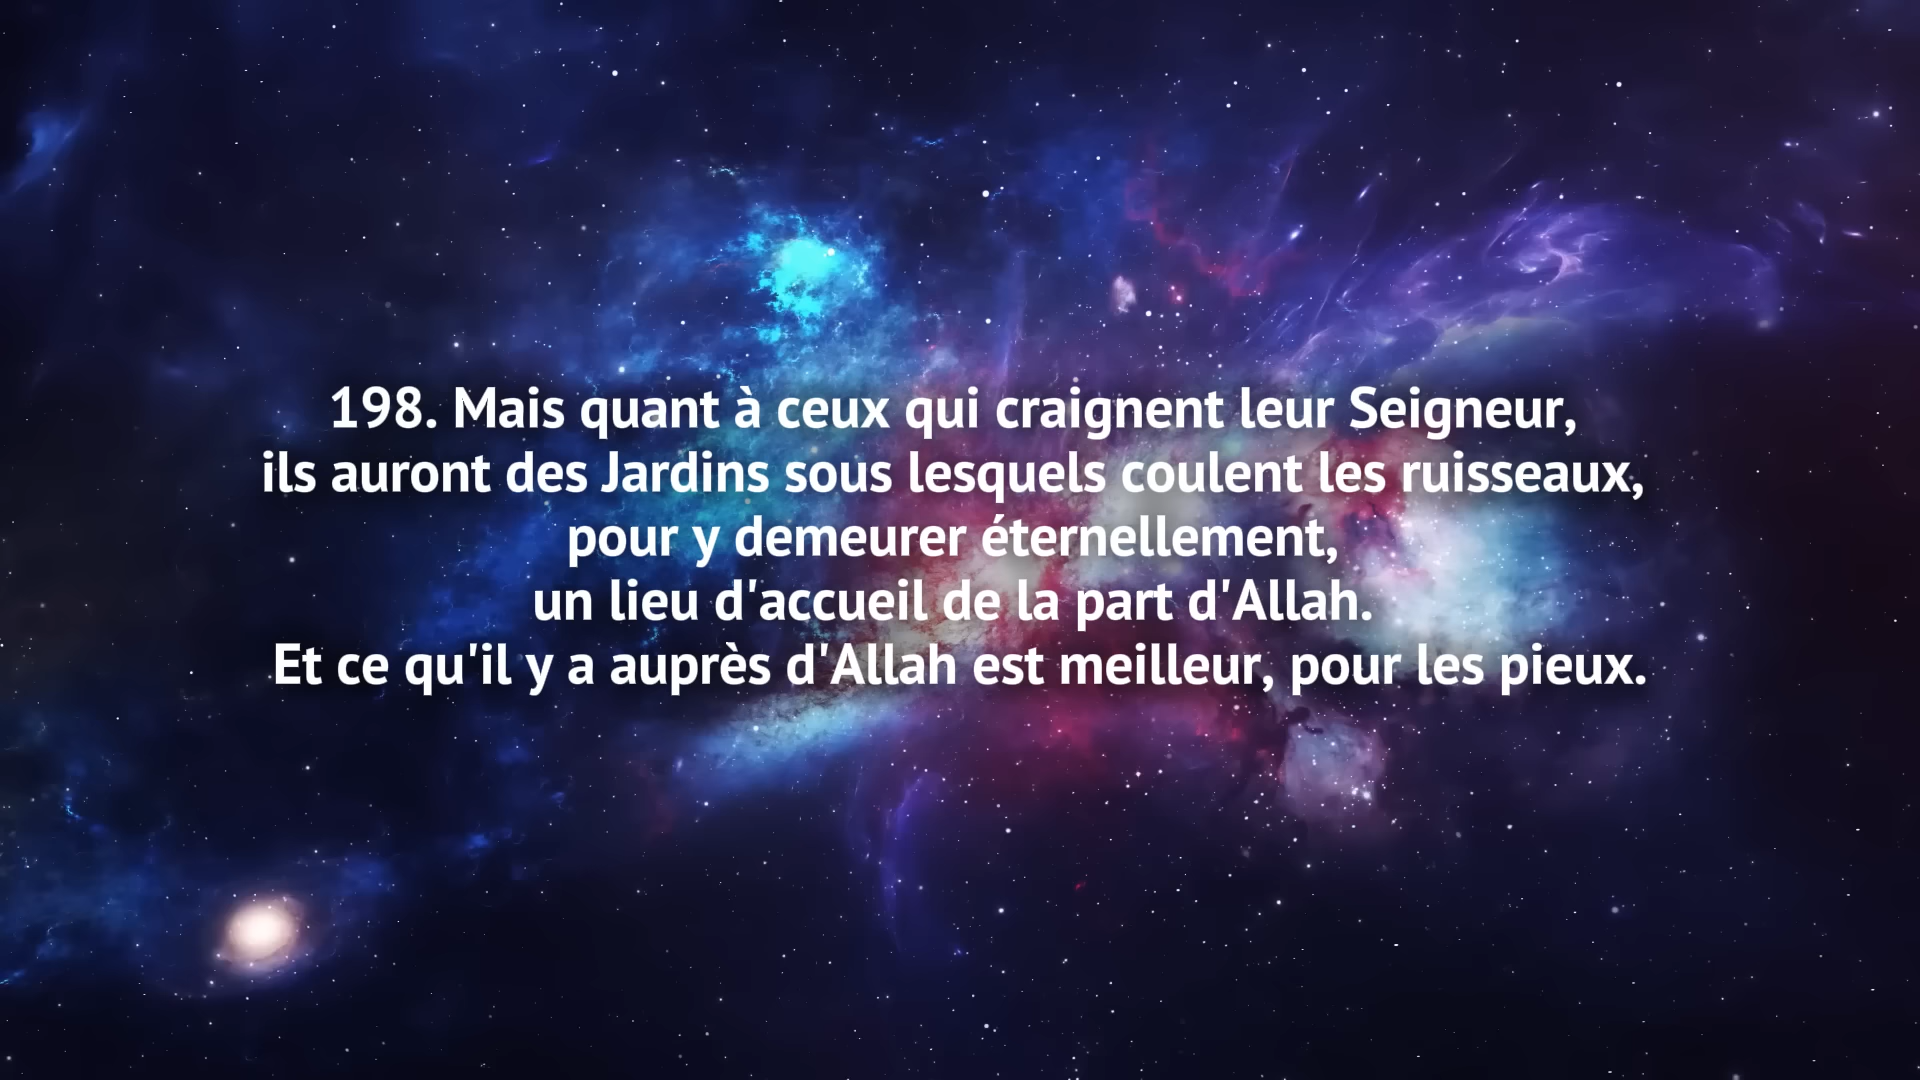 198. Mais quant à ceux qui craignent leur Seigneur,
ils auront des Jardins sous lesquels coulent les ruisseaux,
pour y demeurer éternellement,
un lieu d'accueil de la part d'Allah.
Et ce qu'il y a auprès d'Allah est meilleur, pour les pieux.